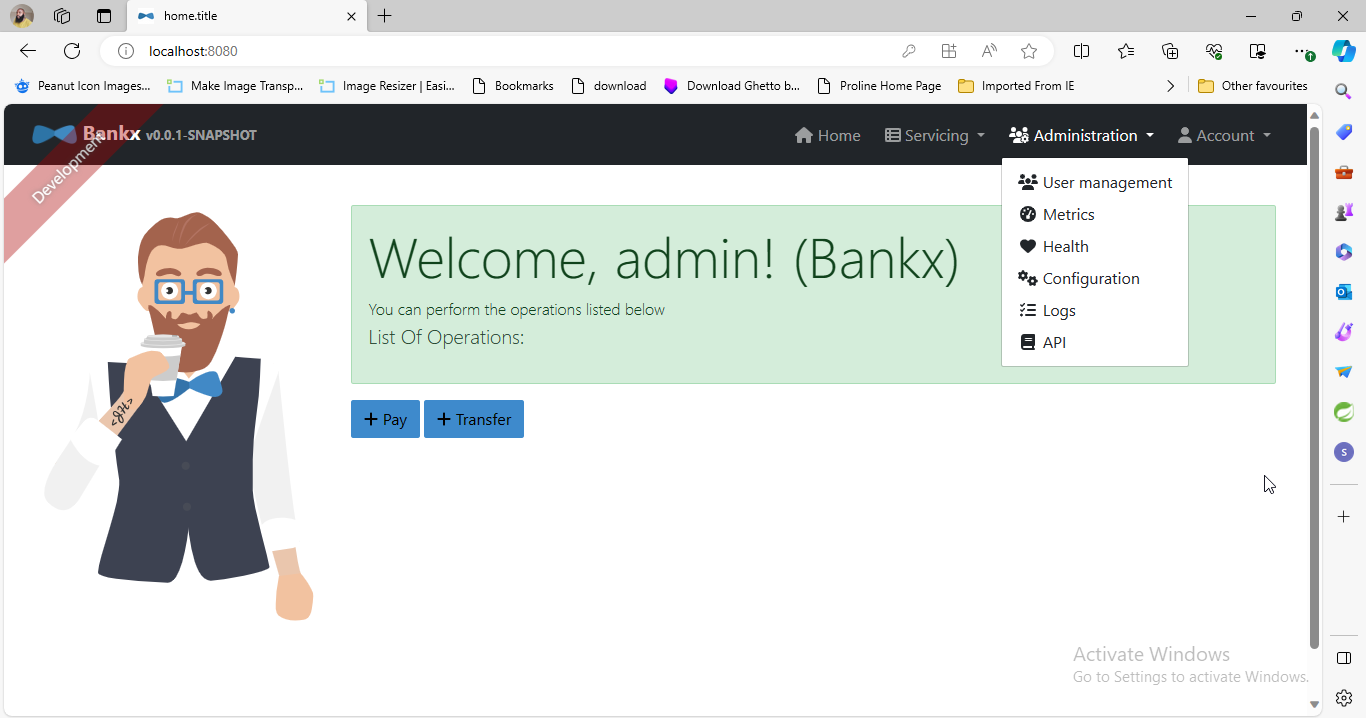 home.title
localhost:8080
Peanut Icon Images...
Make Image Transp...
Image Resizer | Easi...
Bookmarks
download
Download Ghetto b...
Proline Home Page
Imported From IE
Other favourites
Bankx v0.0.1-SNAPSHOT
Development
Home
Servicing
Administration
Account
User management
Metrics
Health
Configuration
Logs
API
Welcome, admin! (Bankx)
You can perform the operations listed below
List Of Operations:
+ Pay
+ Transfer
<JH>
S
Activate Windows
Go to Settings to activate Windows.